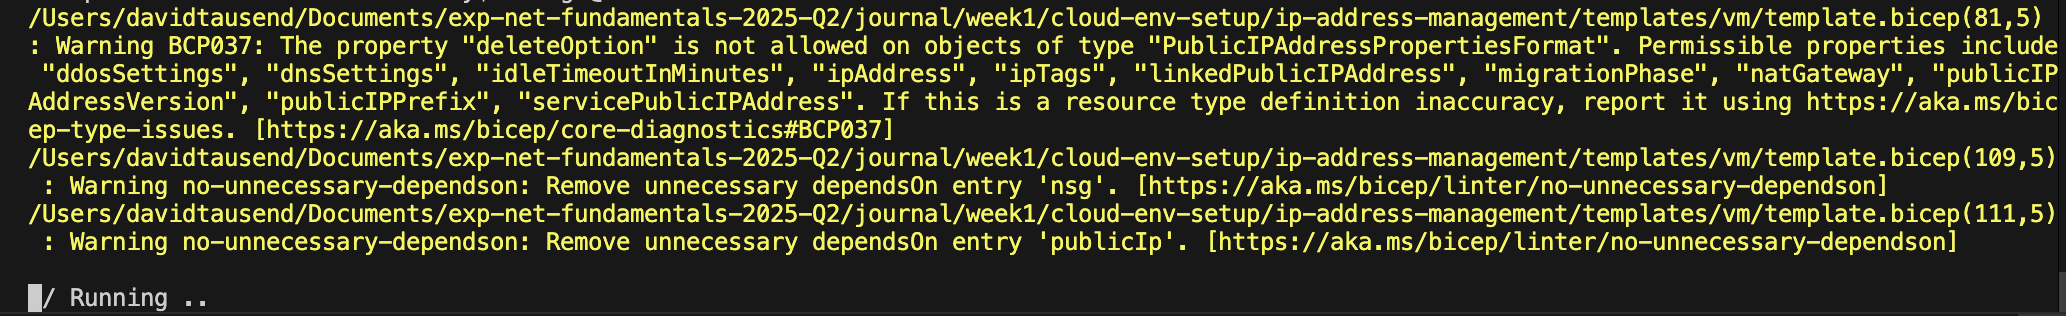 /Users/davidtausend/Documents/exp-net-fundamentals-2025-Q2/journal/week1/cloud-env-setup/ip-address-management/templates/vm/template.bicep(81,5)
: Warning BCP037: The property "deleteOption" is not allowed on objects of type "PublicIPAddressPropertiesFormat". Permissible properties include
"ddosSettings", "dnsSettings", "idleTimeoutInMinutes", "ipAddress", "ipTags", "linkedPublicIPAddress", "migrationPhase", "natGateway", "publicIP
AddressVersion", "publicIPPrefix", "servicePublicIPAddress". If this is a resource type definition inaccuracy, report it using https://aka.ms/bic
ep-type-issues. [https://aka.ms/bicep/core-diagnostics#BCP037]
/Users/davidtausend/Documents/exp-net-fundamentals-2025-Q2/journal/week1/cloud-env-setup/ip-address-management/templates/vm/template.bicep(109,5)
: Warning no-unnecessary-dependson: Remove unnecessary dependsOn entry 'nsg'. [https://aka.ms/bicep/linter/no-unnecessary-dependson]
/Users/davidtausend/Documents/exp-net-fundamentals-2025-Q2/journal/week1/cloud-env-setup/ip-address-management/templates/vm/template.bicep(111,5)
: Warning no-unnecessary-dependson: Remove unnecessary dependsOn entry 'publicIp'. [https://aka.ms/bicep/linter/no-unnecessary-dependson]
/ Running ..